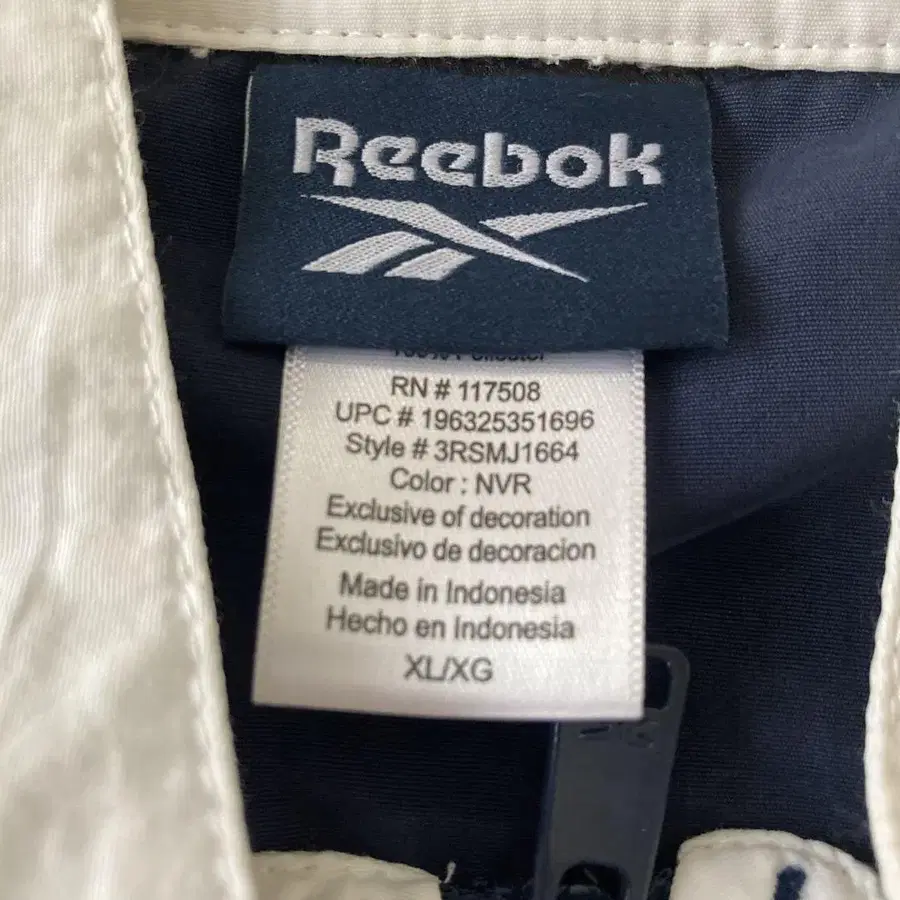 Reebok
RN # 117508
UPC # 196325351696
Style # 3RSMJ1664
Color : NVR
Exclusive of decoration
Exclusivo de decoracion
Made in Indonesia
Hecho en Indonesia
XL/XG